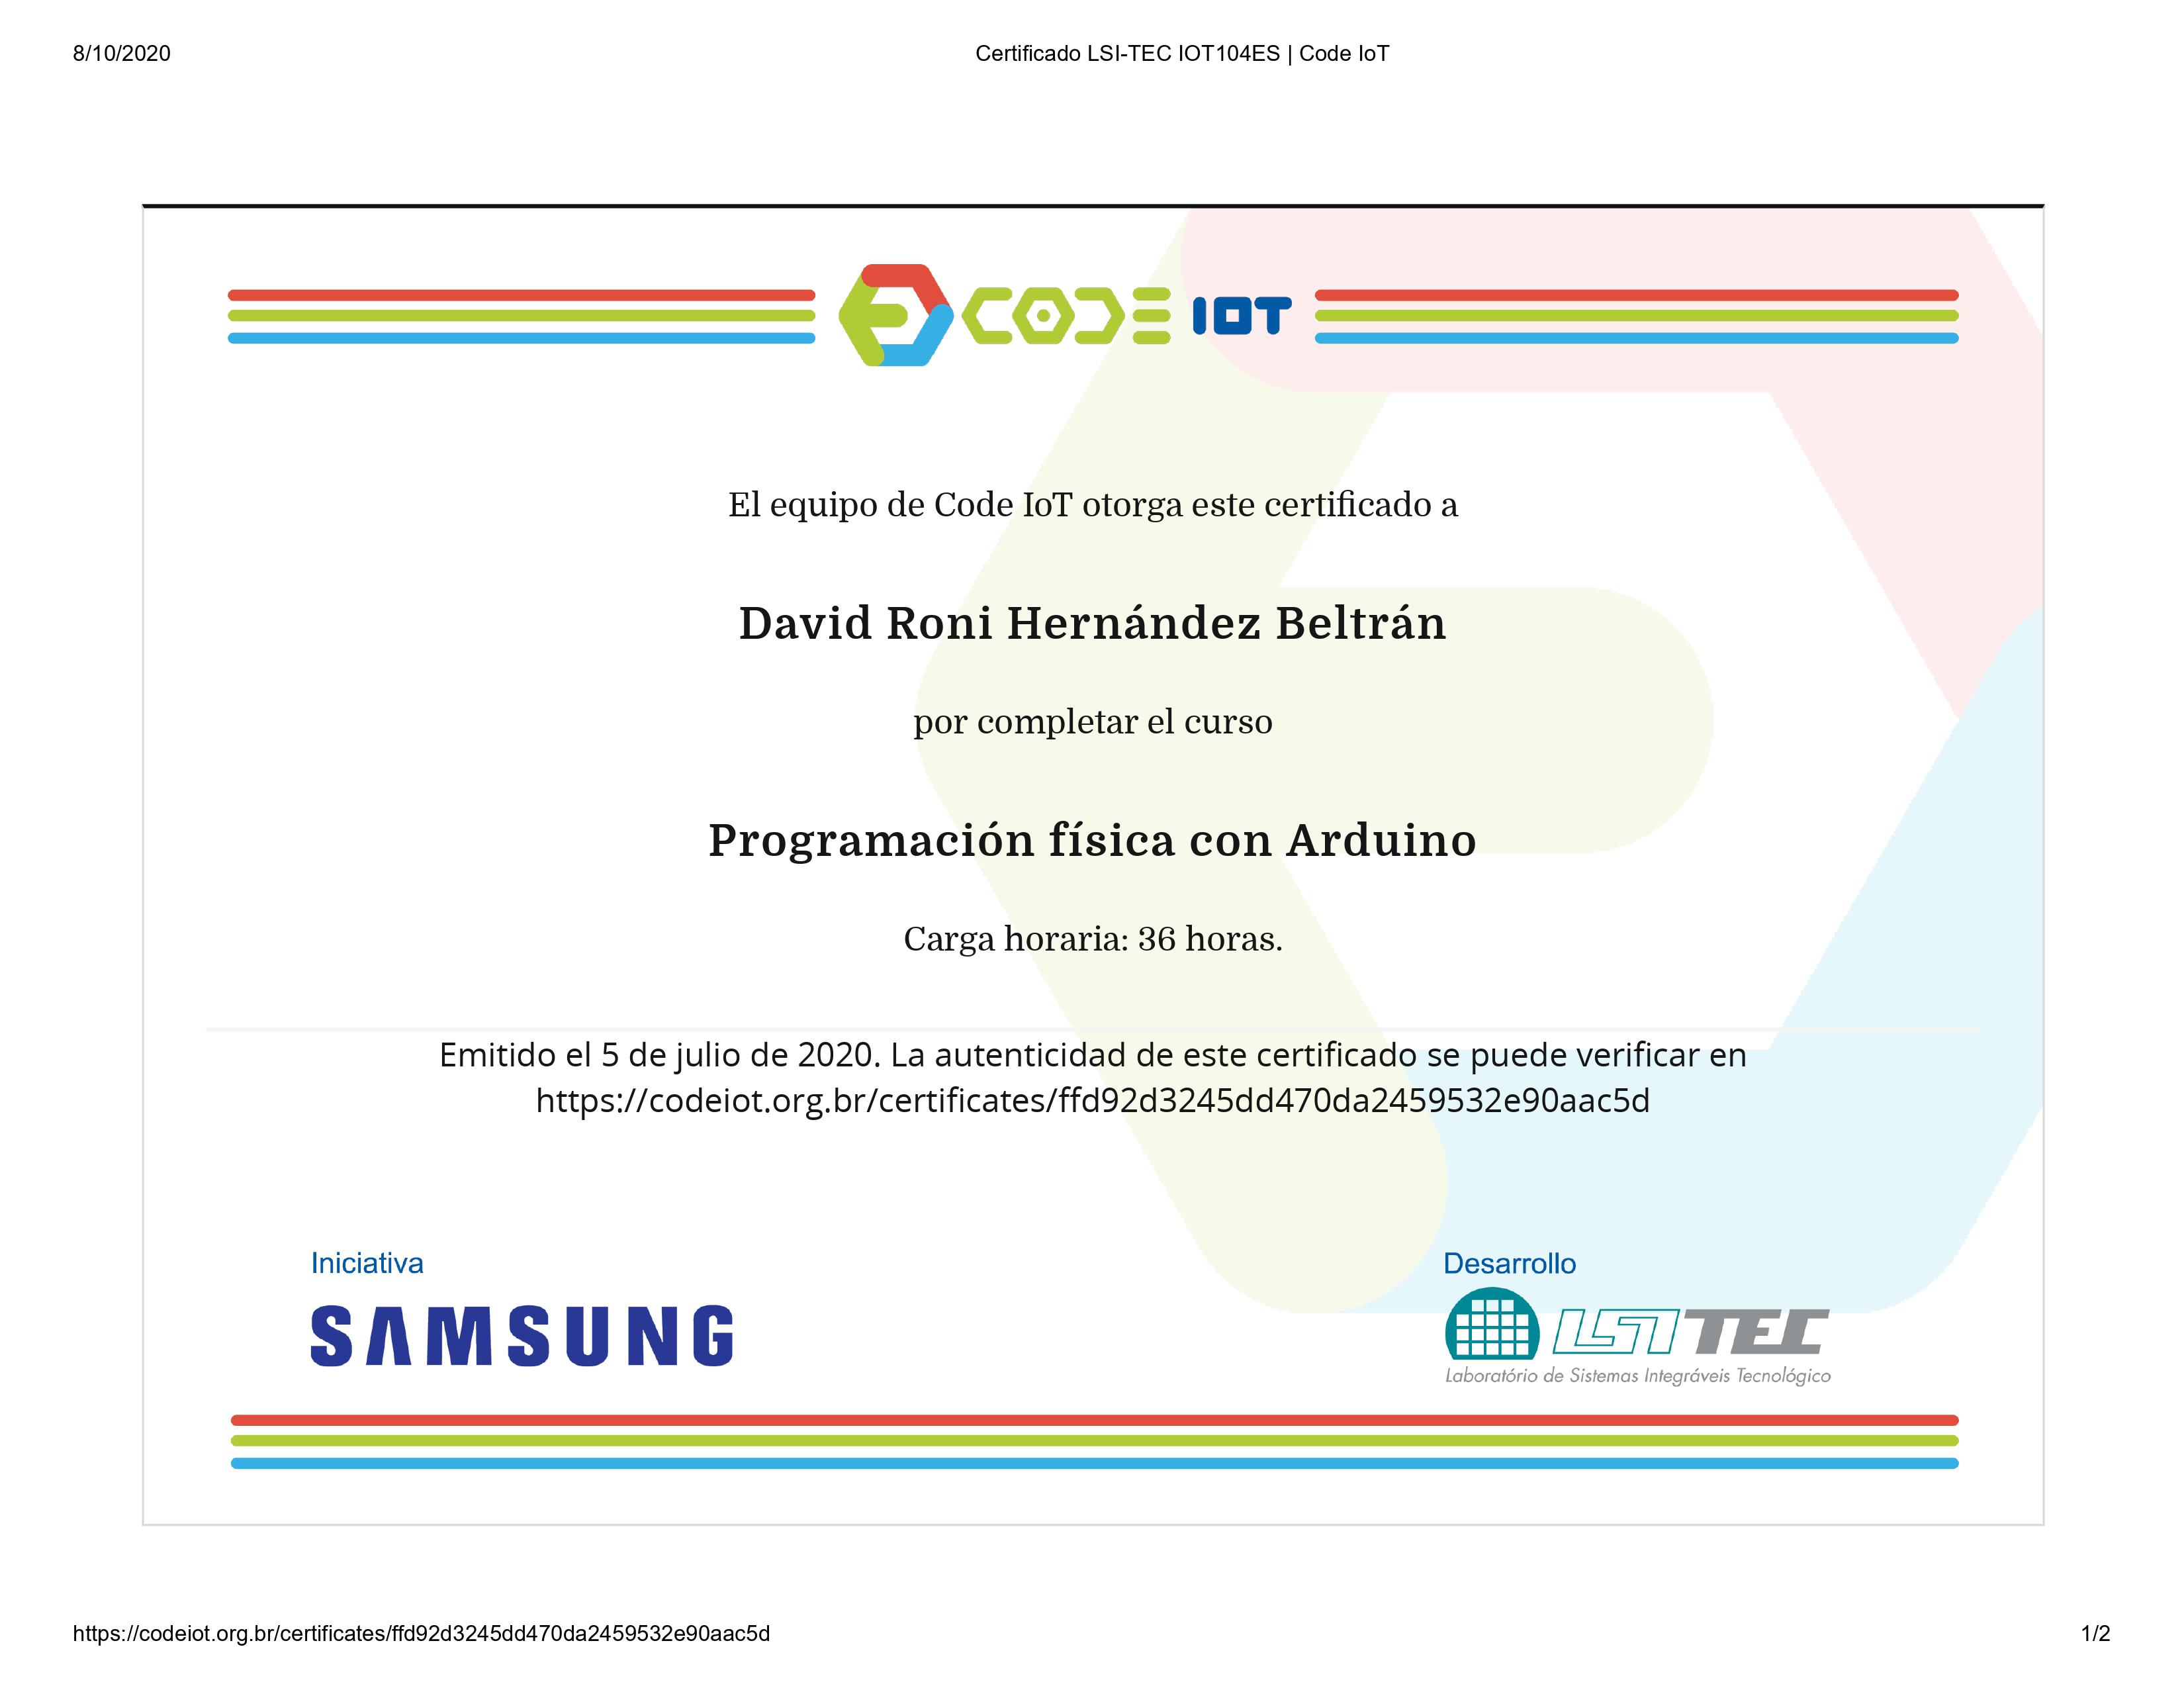 8/10/2020
Certificado LSI-TEC IOT104ES | Code IoT
CODE IOT
El equipo de Code IoT otorga este certificado a
David Roni Hernández Beltrán
por completar el curso
Programación física con Arduino
Carga horaria: 36 horas.
Emitido el 5 de julio de 2020. La autenticidad de este certificado se puede verificar en
https://codeiot.org.br/certificates/ffd92d3245dd470da2459532e90aac5d
Iniciativa
SAMSUNG
Desarrollo
LSI TEC
Laboratório de Sistemas Integráveis Tecnológico
https://codeiot.org.br/certificates/ffd92d3245dd470da2459532e90aac5d
1/2